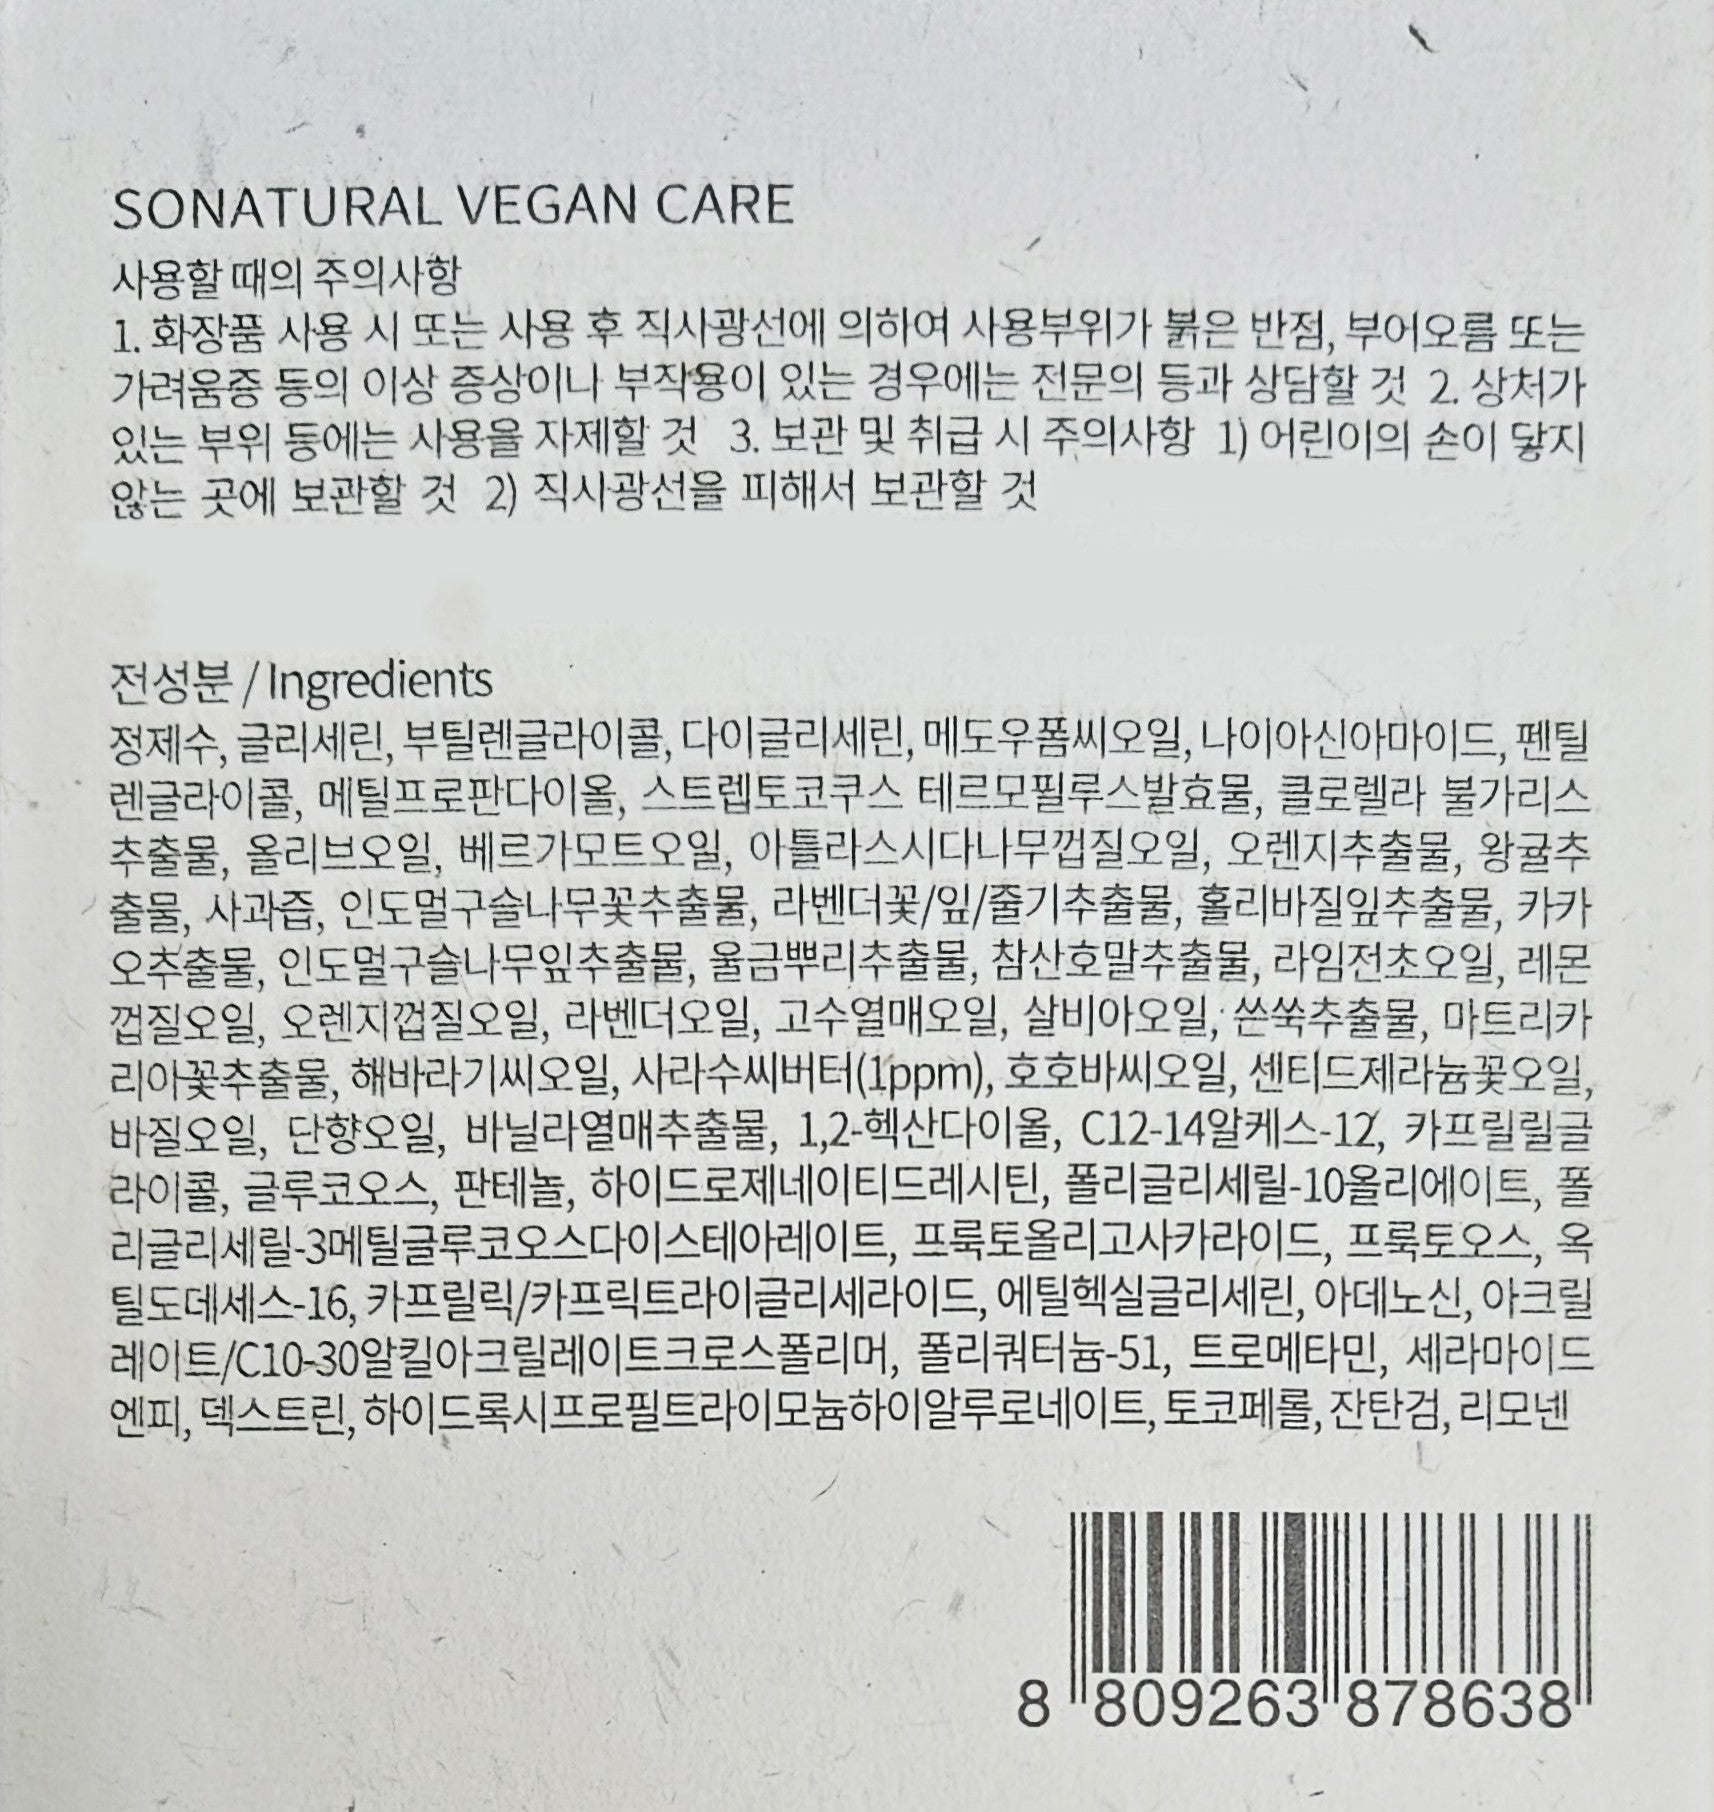 SONATURAL VEGAN CARE
사용할 때의 주의사항
1. 화장품 사용 시 또는 사용 후 직사광선에 의하여 사용부위가 붉은 반점, 부어오름 또는
가려움증 등의 이상 증상이나 부작용이 있는 경우에는 전문의 등과 상담할 것 2. 상처가
있는 부위 등에는 사용을 자제할 것 3. 보관 및 취급 시 주의사항 1) 어린이의 손이 닿지
않는 곳에 보관할 것 2) 직사광선을 피해서 보관할 것
전성분 / Ingredients
정제수, 글리세린, 부틸렌글라이콜, 다이글리세린, 메도우폼씨오일, 나이아신아마이드, 펜틸
렌글라이콜, 메틸프로판다이올, 스트렙토코쿠스 테르모필루스발효물, 클로렐라 불가리스
추출물, 올리브오일, 베르가모트오일, 아틀라스시다나무껍질오일, 오렌지추출물, 왕귤추
출물, 사과즙, 인도멀구슬나무꽃추출물, 라벤더꽃/잎/줄기추출물, 홀리바질잎추출물, 카카
오추출물, 인도멀구슬나무잎추출물, 울금뿌리추출물, 참산호말추출물, 라임전초오일, 레몬
껍질오일, 오렌지껍질오일, 라벤더오일, 고수열매오일, 살비아오일, 쓴쑥추출물, 마트리카
리아꽃추출물, 해바라기씨오일, 사라수씨버터(1ppm), 호호바씨오일, 센티드제라늄꽃오일,
바질오일, 단향오일, 바닐라열매추출물, 1,2-헥산다이올, C12-14알케스-12, 카프릴릴글
라이콜, 글루코오스, 판테놀, 하이드로제네이티드레시틴, 폴리글리세릴-10올리에이트, 폴
리글리세릴-3메틸글루코오스다이스테아레이트, 프룩토올리고사카라이드, 프룩토오스, 옥
틸도데세스-16, 카프릴릭/카프릭트라이글리세라이드, 에틸헥실글리세린, 아데노신, 아크릴
레이트/C10-30알킬아크릴레이트크로스폴리머, 폴리쿼터늄-51, 트로메타민, 세라마이드
엔피, 덱스트린, 하이드록시프로필트라이모늄하이알루로네이트, 토코페롤, 잔탄검, 리모넨
8 809263 878638